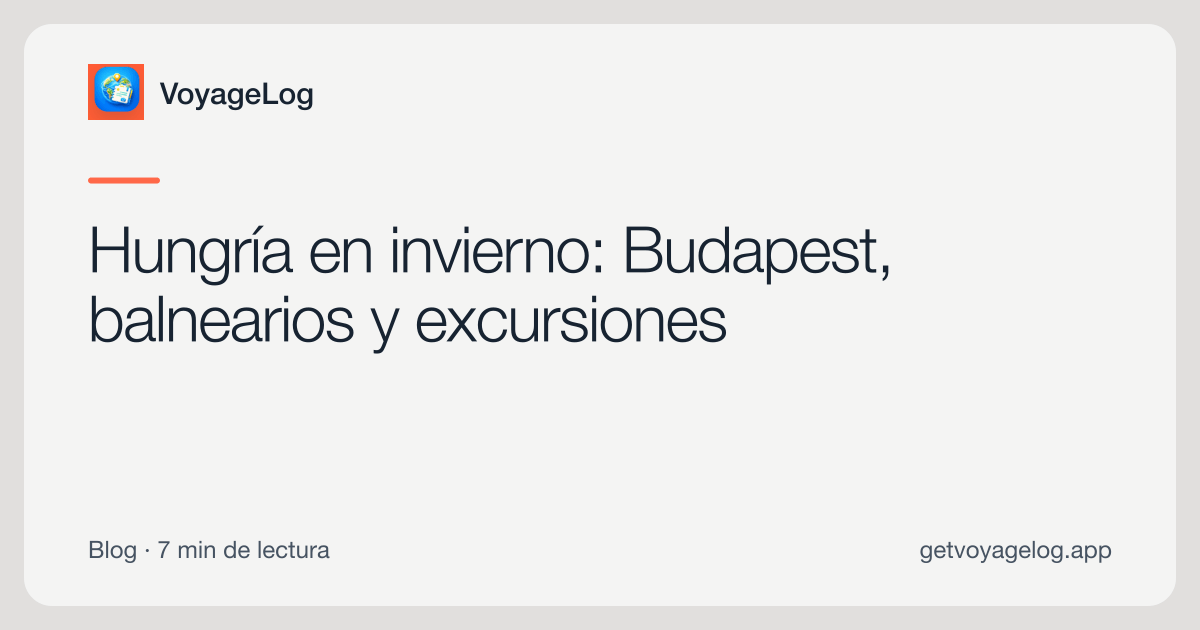 VoyageLog
Hungría en invierno: Budapest,
balnearios y excursiones
Blog · 7 min de lectura
getvoyagelog.app